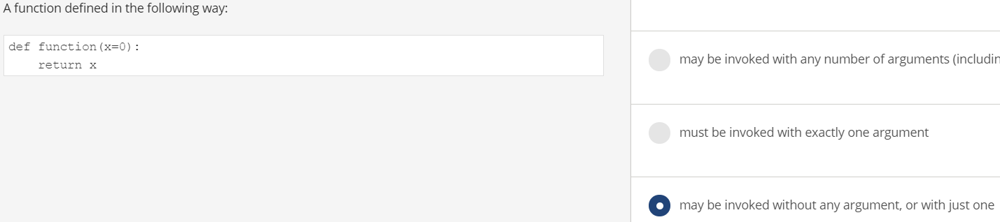 A function defined in the following way:
def function(x=0):
    return x
may be invoked with any number of arguments (includin
must be invoked with exactly one argument
may be invoked without any argument, or with just one